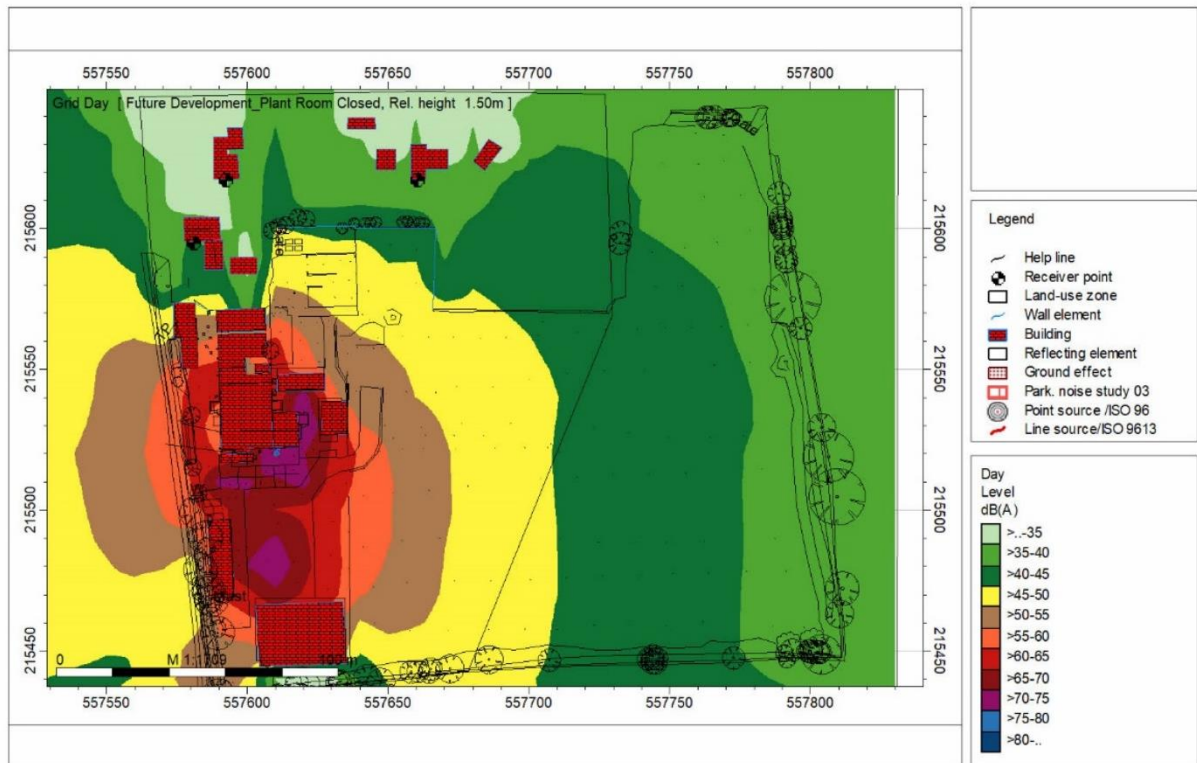 557550 557600 557650 557700 557750 557800
Grid Day [ Future Development_Plant Room Closed, Rel. height 1.50m ]
215600 215600
215550 215550
215500 215500
215450 215450
0
557550 557600 557650 557700 557750 557800
Legend
Help line
Receiver point
Land-use zone
Wall element
Building
Reflecting element
Ground effect
Park. noise study 03
Point source /ISO 96
Line source/ISO 9613
Day
Level
dB(A)
>..-35
>35-40
>40-45
>45-50
>50-55
>55-60
>60-65
>65-70
>70-75
>75-80
>80-..